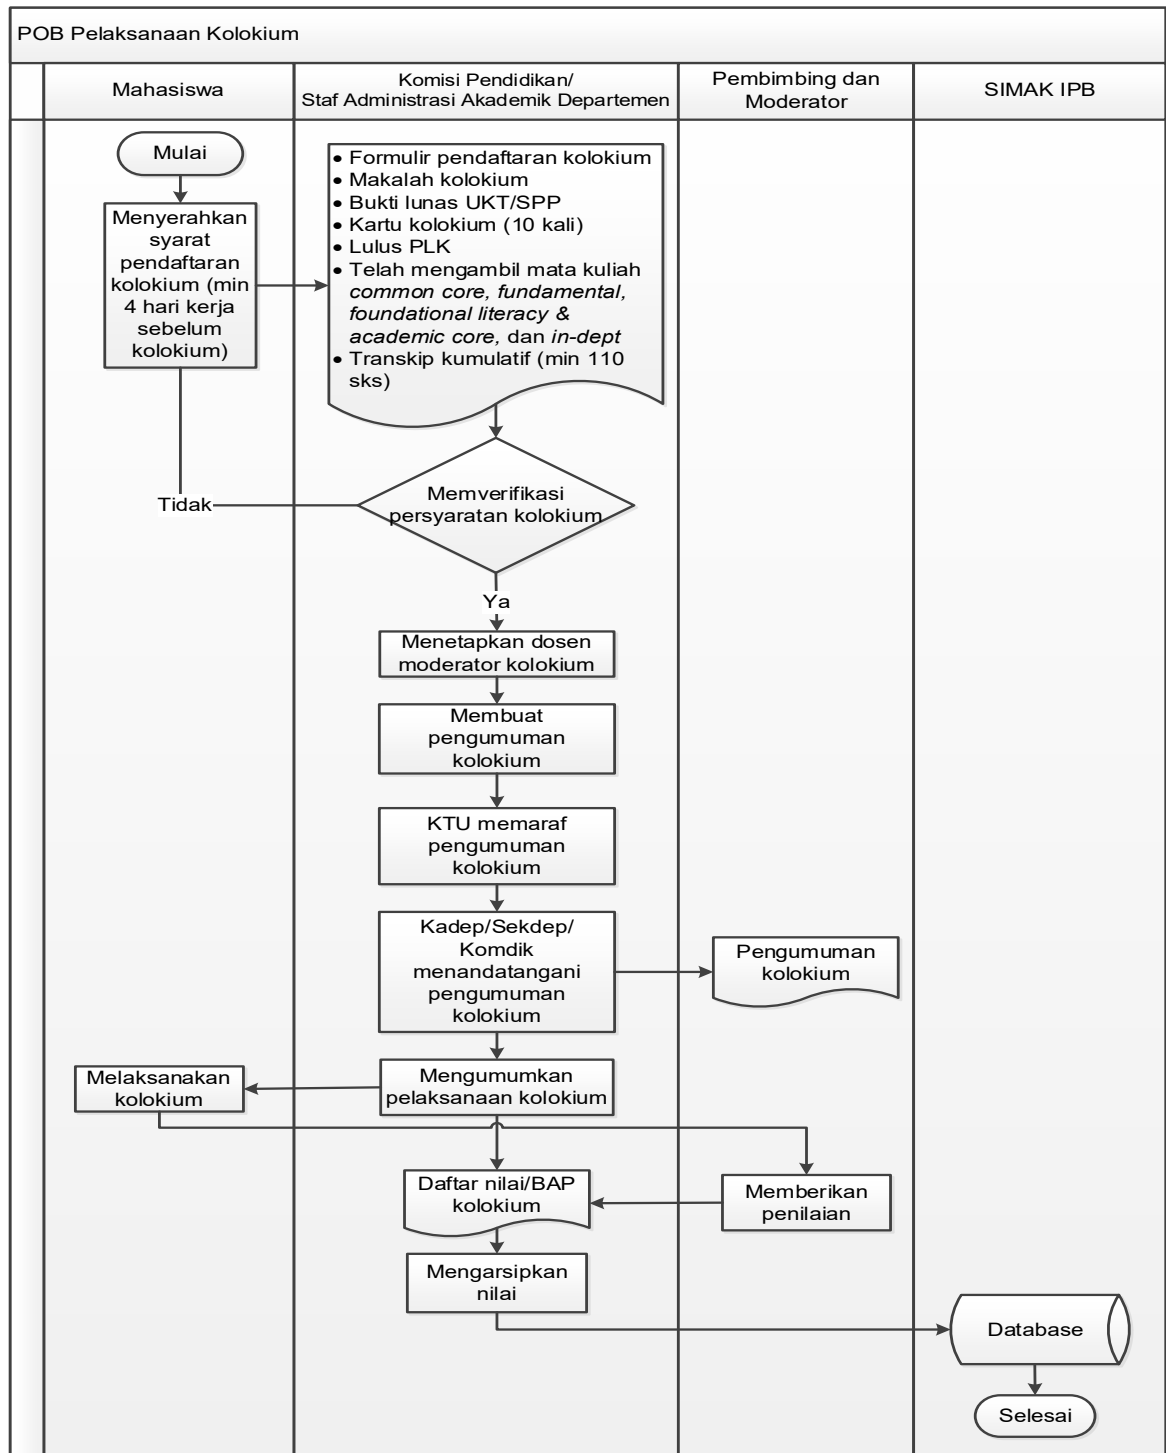 POB Pelaksanaan Kolokium
Mahasiswa
Komisi Pendidikan/
Staf Administrasi Akademik Departemen
Pembimbing dan
Moderator
SIMAK IPB
Mulai
Menyerahkan
syarat
pendaftaran
kolokium (min
4 hari kerja
sebelum
kolokium)
• Formulir pendaftaran kolokium
• Makalah kolokium
• Bukti lunas UKT/SPP
• Kartu kolokium (10 kali)
• Lulus PLK
• Telah mengambil mata kuliah
common core, fundamental,
foundational literacy &
academic core, dan in-dept
• Transkip kumulatif (min 110
sks)
Memverifikasi
persyaratan kolokium
Tidak
Ya
Menetapkan dosen
moderator kolokium
Membuat
pengumuman
kolokium
KTU memaraf
pengumuman
kolokium
Kadep/Sekdep/
Komdik
menandatangani
pengumuman
kolokium
Pengumuman
kolokium
Mengumumkan
pelaksanaan kolokium
Melaksanakan
kolokium
Memberikan
penilaian
Daftar nilai/BAP
kolokium
Mengarsipkan
nilai
Database
Selesai